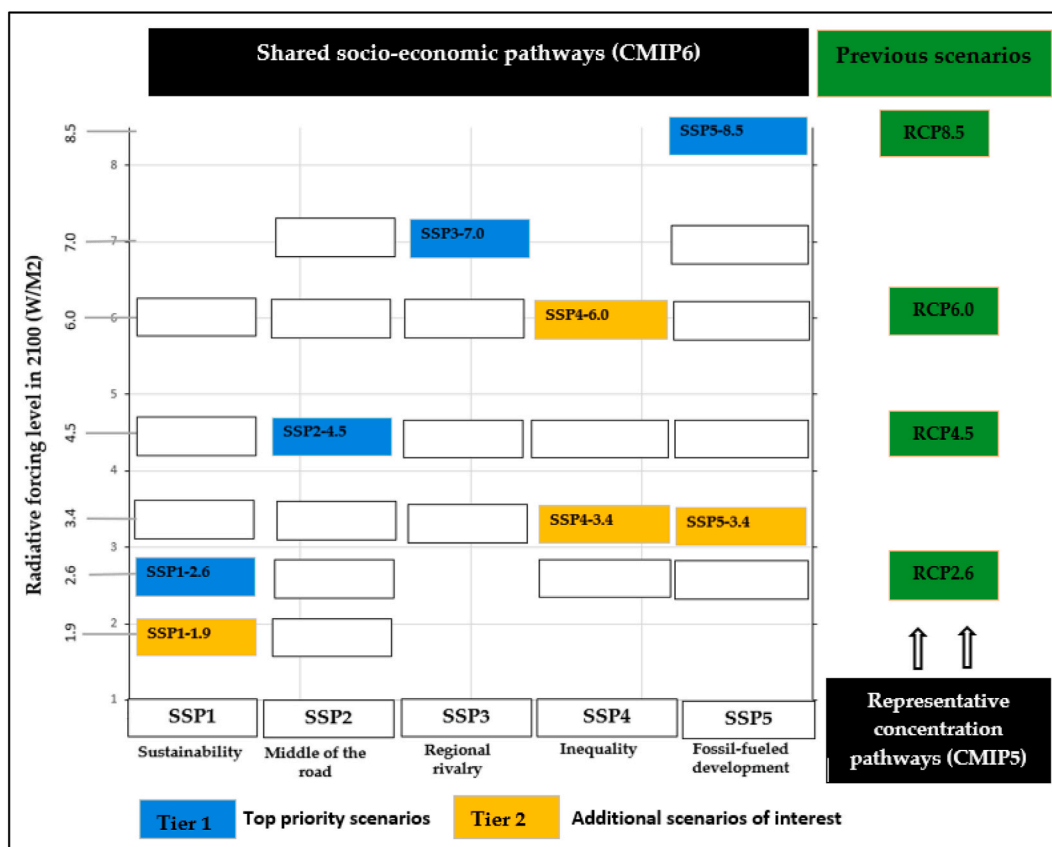 Shared socio-economic pathways (CMIP6)
Previous scenarios
Radiative forcing level in 2100 (W/M2)
8.5
SSP5-8.5
RCP8.5
8
7.0
7
SSP3-7.0
6.0
6
SSP4-6.0
RCP6.0
5
4.5
SSP2-4.5
RCP4.5
4
3.4
SSP4-3.4
SSP5-3.4
3
2.6
SSP1-2.6
RCP2.6
2
1.9
SSP1-1.9
1
SSP1
SSP2
SSP3
SSP4
SSP5
Sustainability
Middle of the
road
Regional
rivalry
Inequality
Fossil-fueled
development
Representative
concentration
pathways (CMIP5)
Tier 1
Top priority scenarios
Tier 2
Additional scenarios of interest